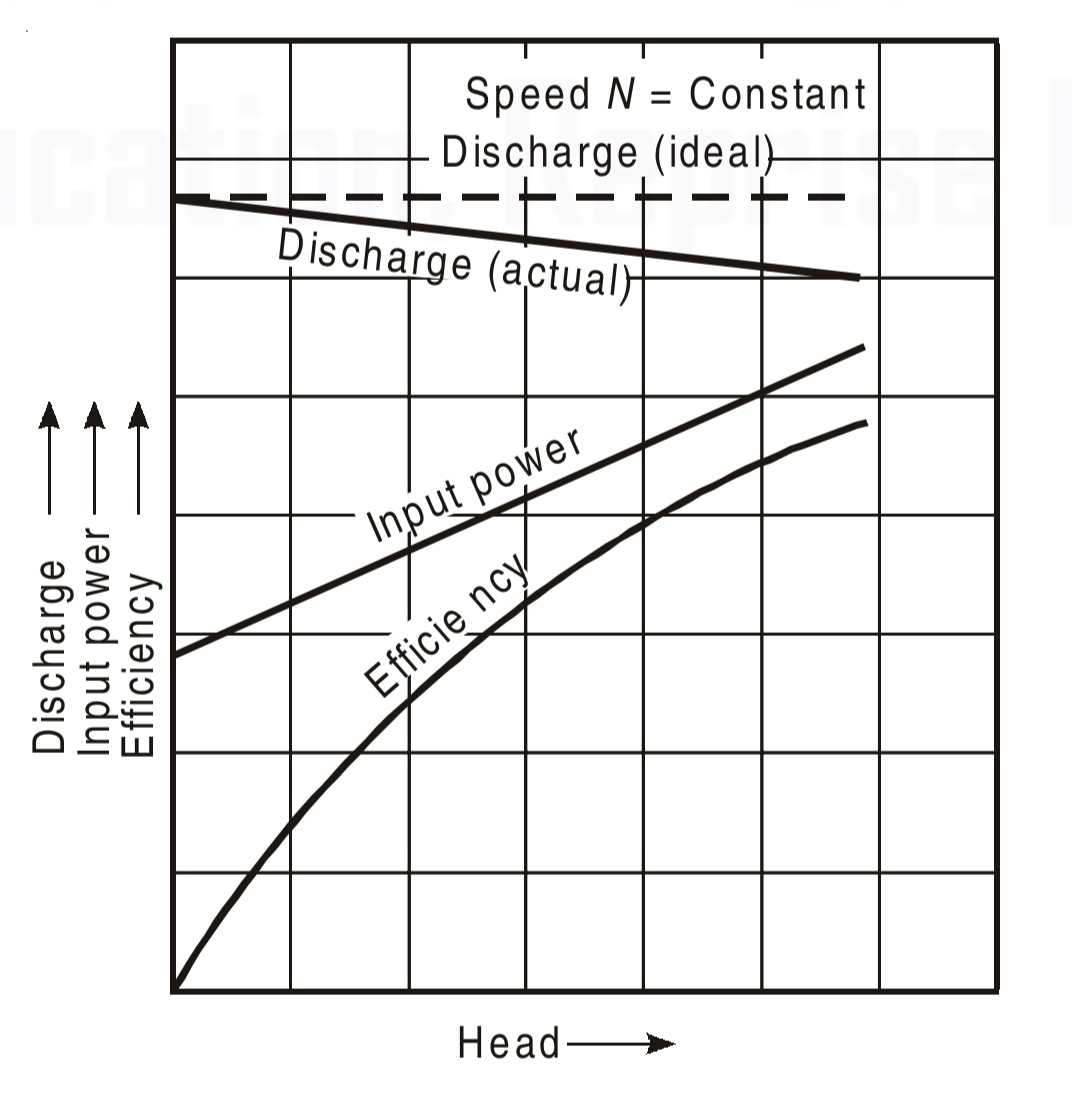 Speed N = Constant
Discharge (ideal)
Discharge (actual)
Input power
Efficie ncy
Discharge
Input power
Efficiency
Head